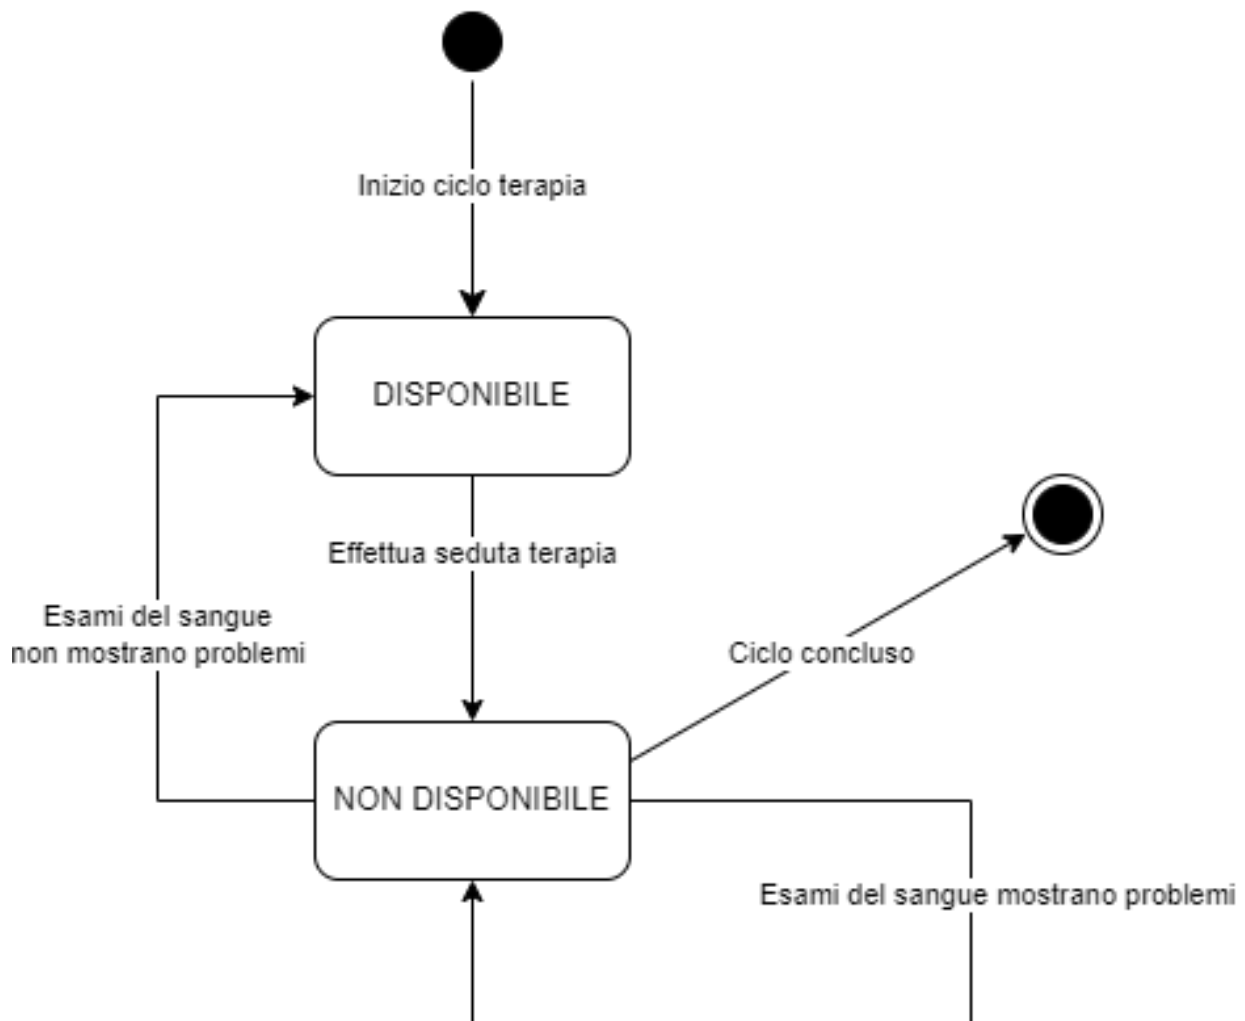 Inizio ciclo terapia
DISPONIBILE
Effettua seduta terapia
Esami del sangue
non mostrano problemi
Ciclo concluso
NON DISPONIBILE
Esami del sangue mostrano problemi